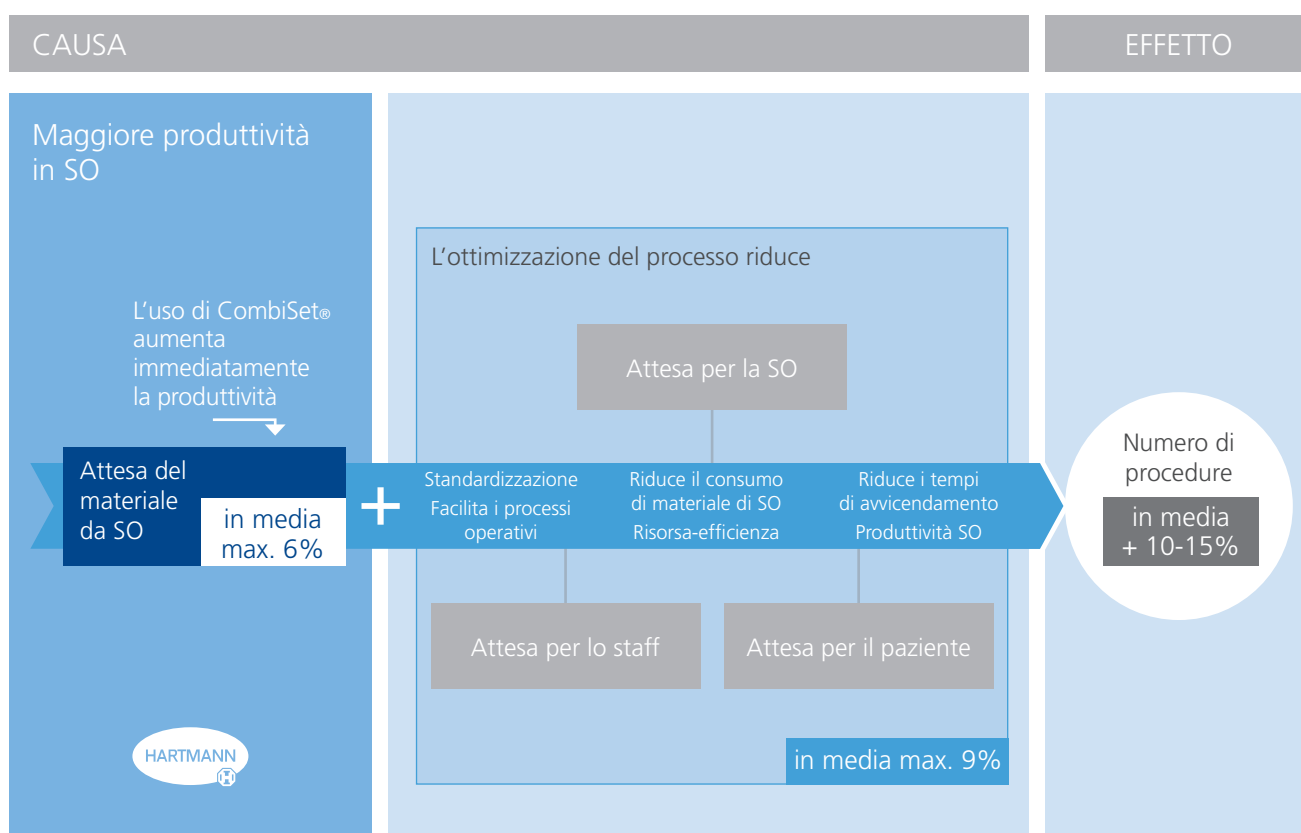 CAUSA
EFFETTO
Maggiore produttività
in SO
L'uso di CombiSet®
aumenta
immediatamente
la produttività
Attesa del
materiale
da SO
in media
max. 6%
HARTMANN
+
L'ottimizzazione del processo riduce
Attesa per la SO
Standardizzazione
Facilita i processi
operativi
Riduce il consumo
di materiale di SO
Risorsa-efficienza
Riduce i tempi
di avvicendamento
Produttività SO
Attesa per lo staff
Attesa per il paziente
in media max. 9%
Numero di
procedure
in media
+ 10-15%